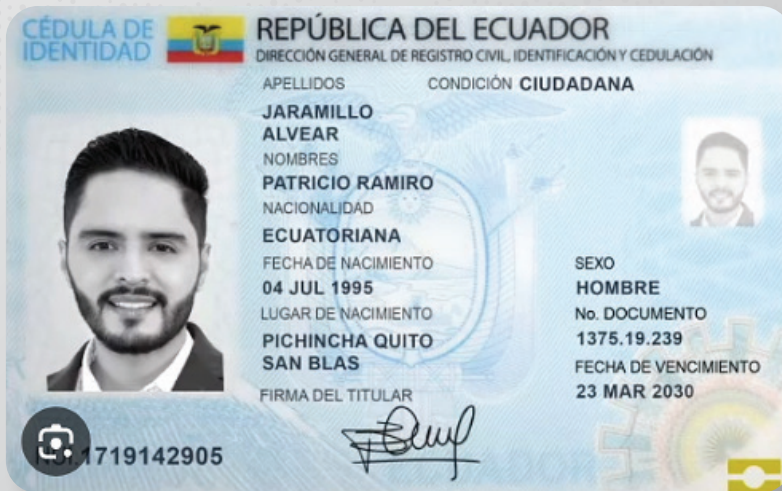 CÉDULA DE
IDENTIDAD
REPÚBLICA DEL ECUADOR
DIRECCIÓN GENERAL DE REGISTRO CIVIL, IDENTIFICACIÓN Y CEDULACIÓN
APELLIDOS
CONDICIÓN CIUDADANA
JARAMILLO
ALVEAR
NOMBRES
PATRICIO RAMIRO
NACIONALIDAD
ECUATORIANA
FECHA DE NACIMIENTO
04 JUL 1995
LUGAR DE NACIMIENTO
PICHINCHA QUITO
SAN BLAS
FIRMA DEL TITULAR
SEXO
HOMBRE
No. DOCUMENTO
1375.19.239
FECHA DE VENCIMIENTO
23 MAR 2030
1719142905
ECUADOR